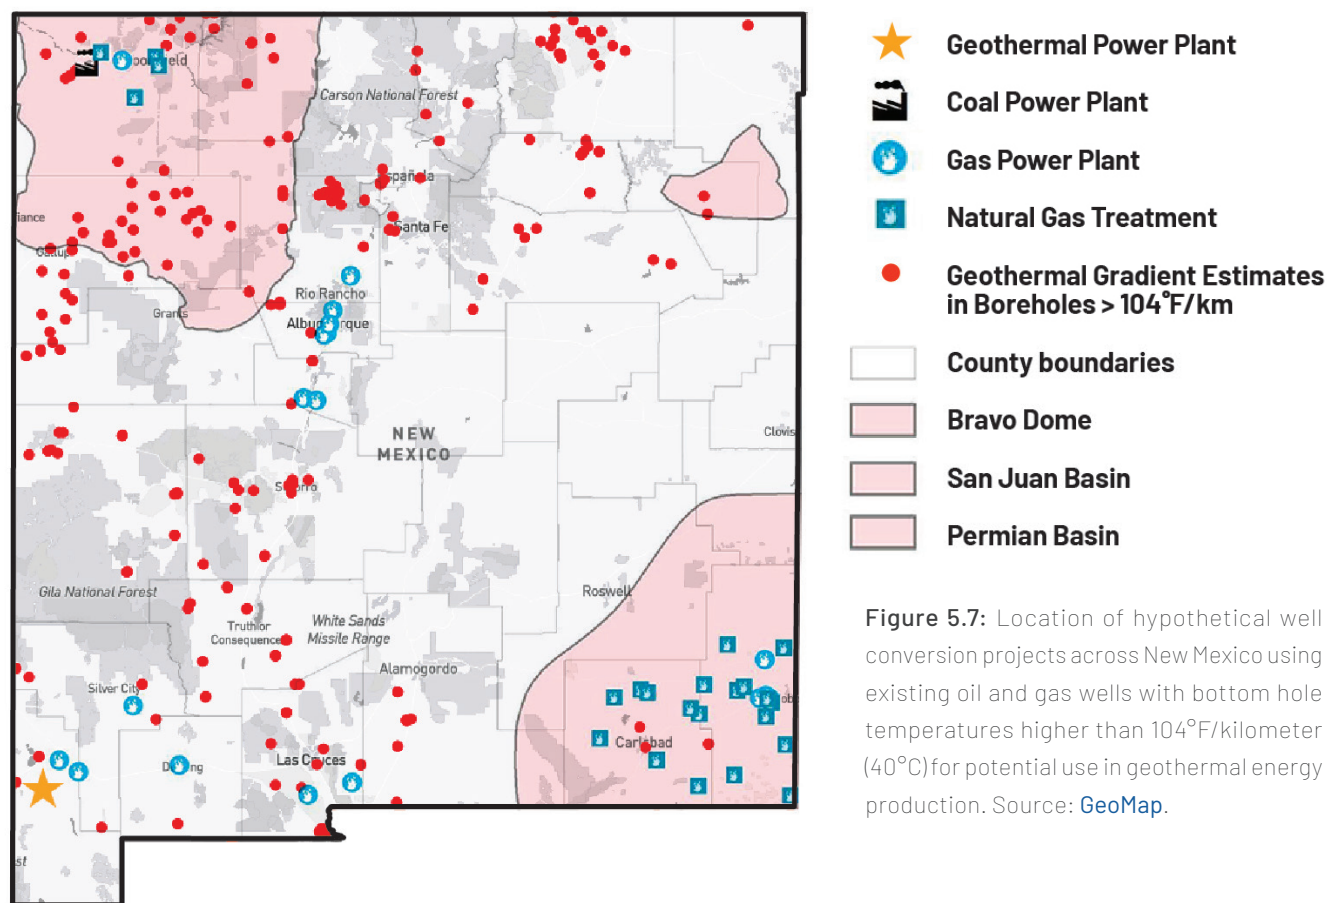 Carson National Forest
Española
Santa Fe
Gallup
Rio Rancho
Grants
Albuquerque
NEW
MEXICO
Clovis
Socorro
Gila National Forest
Roswell
Truth or
Consequence
White Sands
Missile Range
Alamogordo
Silver City
Carlsbad
Las Cruces
Deming
Geothermal Power Plant
Coal Power Plant
Gas Power Plant
Natural Gas Treatment
Geothermal Gradient Estimates
in Boreholes > 104°F/km
County boundaries
Bravo Dome
San Juan Basin
Permian Basin
Figure 5.7: Location of hypothetical well
conversion projects across New Mexico using
existing oil and gas wells with bottom hole
temperatures higher than 104°F/kilometer
(40°C) for potential use in geothermal energy
production. Source: GeoMap.